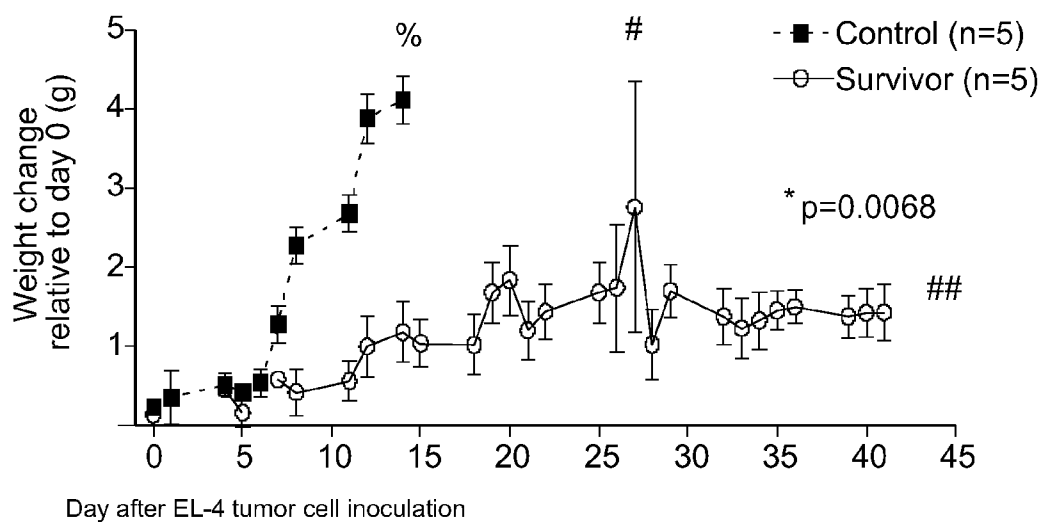 5
%
#
Control (n=5)
Survivor (n=5)
4
3
2
1
Weight change
relative to day 0 (g)
* p=0.0068
##
0 5 10 15 20 25 30 35 40 45
Day after EL-4 tumor cell inoculation